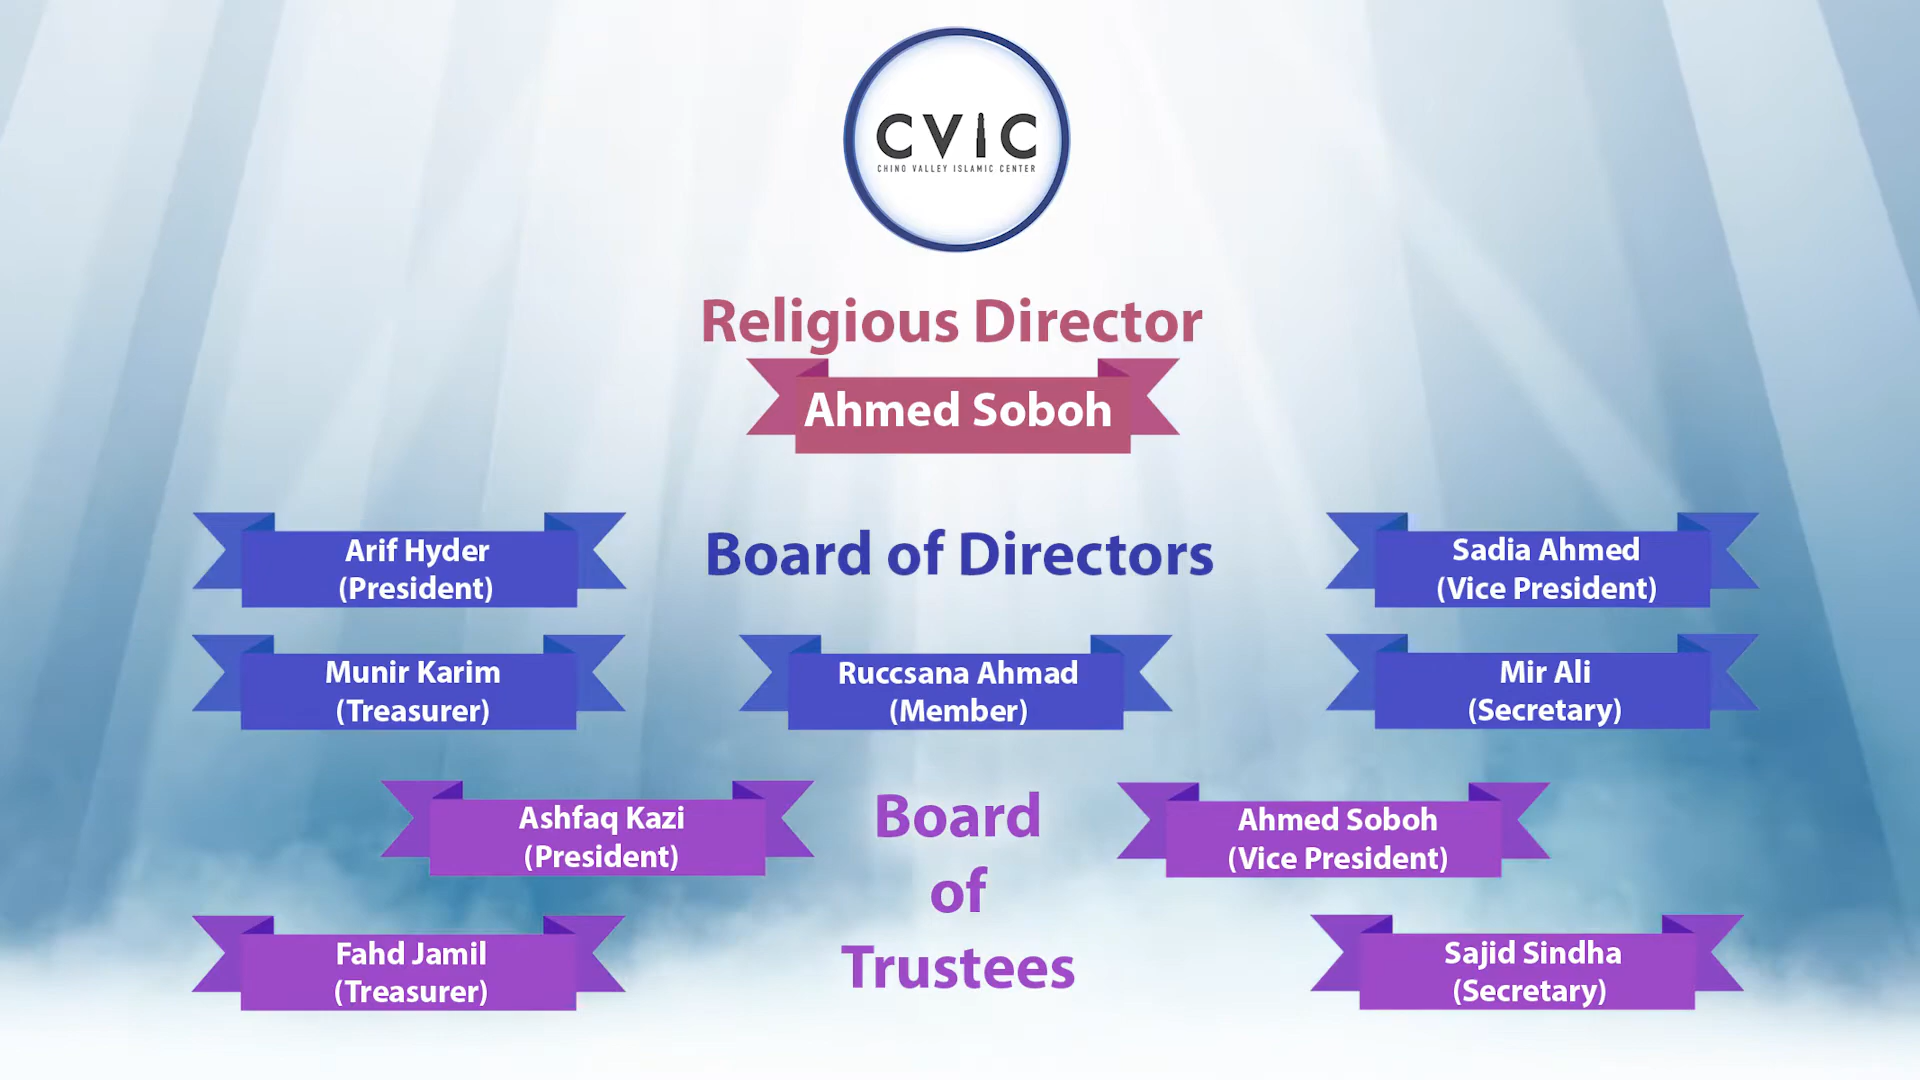 CVIC
CHINO VALLEY ISLAMIC CENTER
Religious Director
Ahmed Soboh
Board of Directors
Arif Hyder
(President)
Sadia Ahmed
(Vice President)
Munir Karim
(Treasurer)
Ruccsana Ahmad
(Member)
Mir Ali
(Secretary)
Board
of
Trustees
Ashfaq Kazi
(President)
Ahmed Soboh
(Vice President)
Fahd Jamil
(Treasurer)
Sajid Sindha
(Secretary)